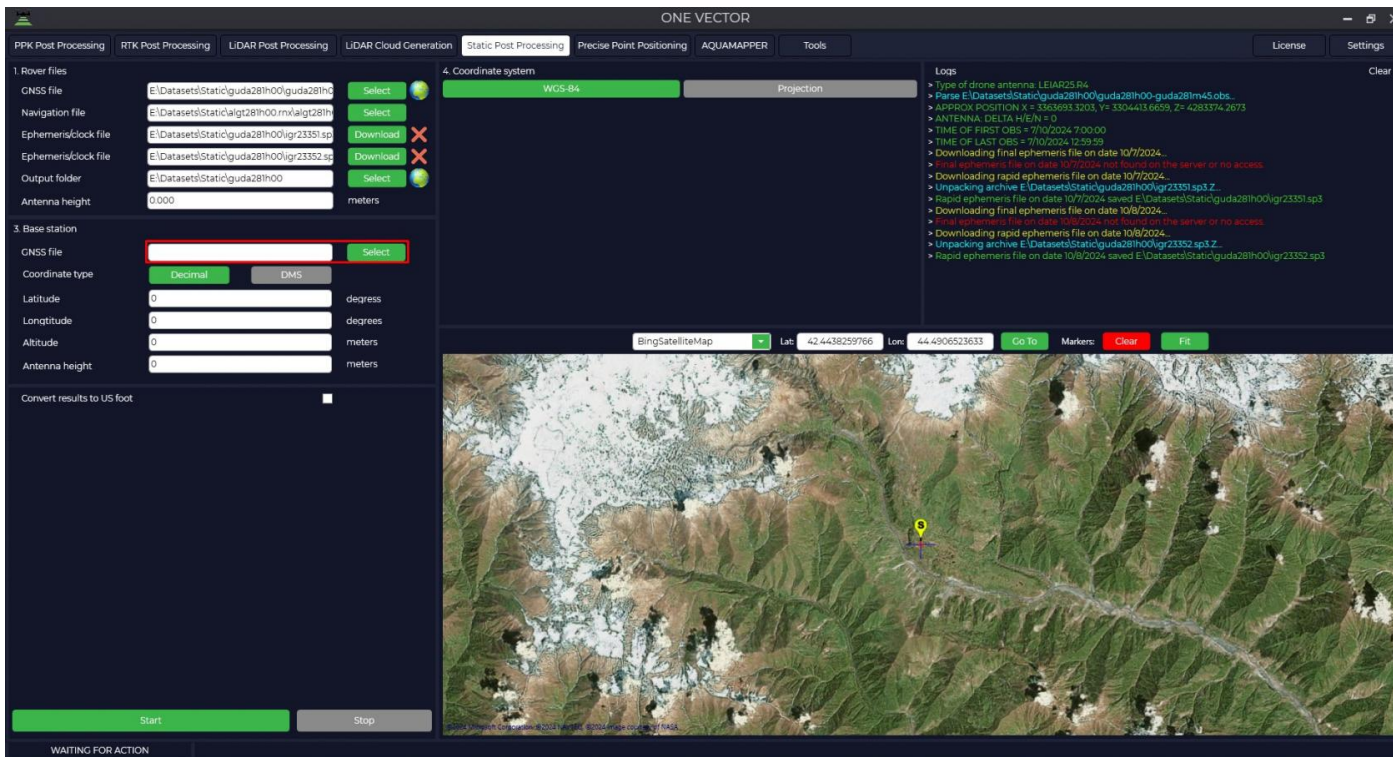 ONE VECTOR
PPK Post Processing RTK Post Processing LiDAR Post Processing LiDAR Cloud Generation Static Post Processing Precise Point Positioning AQUAMAPPER Tools License Settings
1. Rover files
GNSS file E:\Datasets\Static\guda281h00\guda281h0 Select
Navigation file E:\Datasets\Static\algt281h00.rnx\algt281h Select
Ephemeris/clock file E:\Datasets\Static\guda281h00\igr23351.sp Download
Ephemeris/clock file E:\Datasets\Static\guda281h00\igr23352.sp Download
Output folder E:\Datasets\Static\guda281h00 Select
Antenna height 0.000 meters
3. Base station
GNSS file Select
Coordinate type Decimal DMS
Latitude 0 degress
Longtitude 0 degrees
Altitude 0 meters
Antenna height 0 meters
Convert results to US foot
Start Stop
WAITING FOR ACTION
4. Coordinate system
WGS-84 Projection
Logs Clear
> Type of drone antenna: LEIAR25.R4
> Parse E:\Datasets\Static\guda281h00\guda281h00-guda281m45.obs...
> APPROX POSITION X = 3363693.3203, Y= 3304413.6659, Z= 4283374.2673
> ANTENNA: DELTA H/E/N = 0
> TIME OF FIRST OBS = 7/10/2024 7:00:00
> TIME OF LAST OBS = 7/10/2024 12:59:59
> Downloading final ephemeris file on date 10/7/2024...
> Final ephemeris file on date 10/7/2024 not found on the server or no access.
> Downloading rapid ephemeris file on date 10/7/2024...
> Unpacking archive E:\Datasets\Static\guda281h00\igr23351.sp3.Z...
> Rapid ephemeris file on date 10/7/2024 saved E:\Datasets\Static\guda281h00\igr23351.sp3
> Downloading final ephemeris file on date 10/8/2024...
> Final ephemeris file on date 10/8/2024 not found on the server or no access.
> Downloading rapid ephemeris file on date 10/8/2024...
> Unpacking archive E:\Datasets\Static\guda281h00\igr23352.sp3.Z...
> Rapid ephemeris file on date 10/8/2024 saved E:\Datasets\Static\guda281h00\igr23352.sp3
BingSatelliteMap Lat: 42.4438259766 Lon: 44.4906523633 Go To Markers: Clear Fit
S
Microsoft Corporation, ©2024 ©2024 Image courtesy of NASA